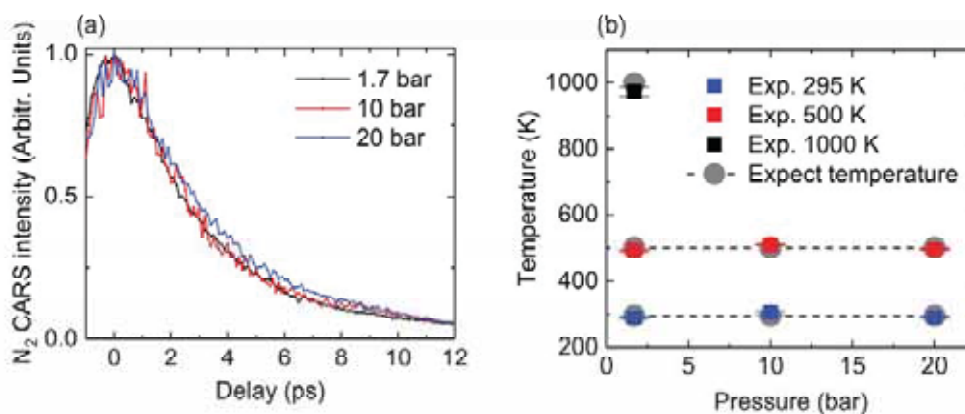 (a)
N₂ CARS intensity (Arbitr. Units)
1.0
0.5
0.0
1.7 bar
10 bar
20 bar
0 2 4 6 8 10 12
Delay (ps)
(b)
Temperature (K)
1000
800
600
400
200
Exp. 295 K
Exp. 500 K
Exp. 1000 K
Expect temperature
0 5 10 15 20
Pressure (bar)